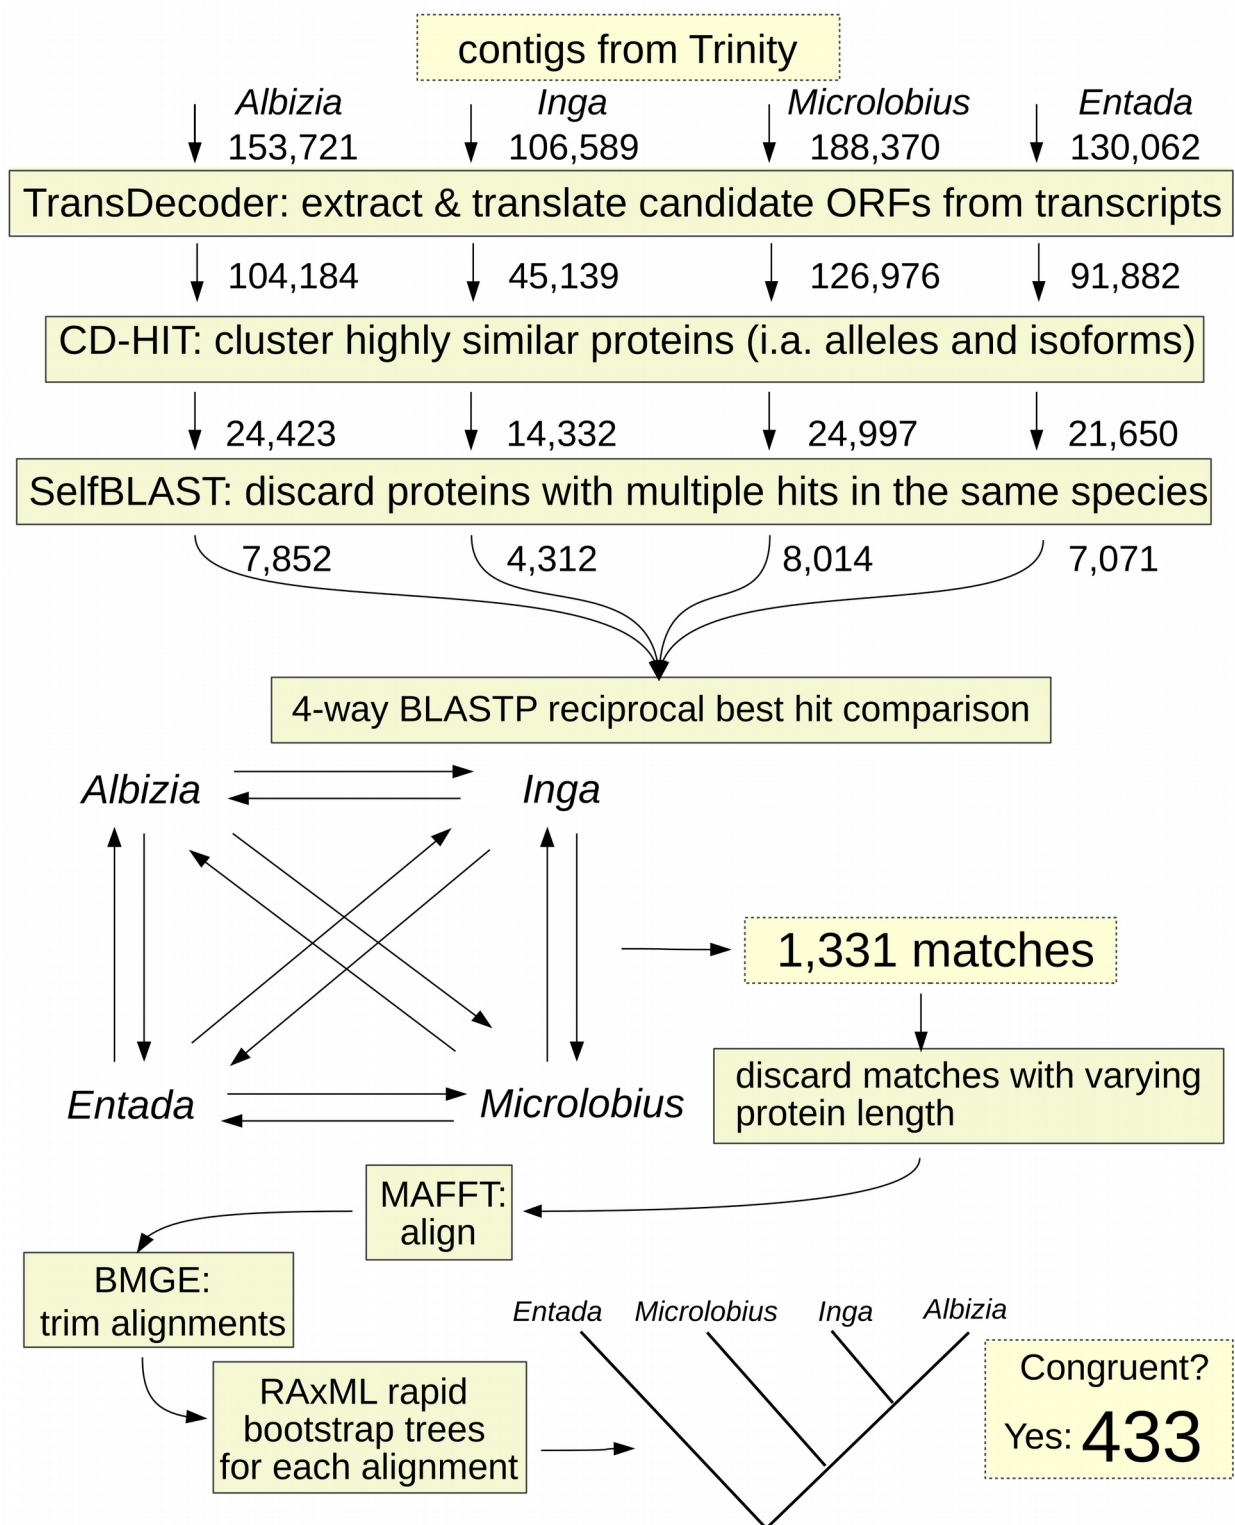 contigs from Trinity
Albizia Inga Microlobius Entada
153,721 106,589 188,370 130,062
TransDecoder: extract & translate candidate ORFs from transcripts
104,184 45,139 126,976 91,882
CD-HIT: cluster highly similar proteins (i.a. alleles and isoforms)
24,423 14,332 24,997 21,650
SelfBLAST: discard proteins with multiple hits in the same species
7,852 4,312 8,014 7,071
4-way BLASTP reciprocal best hit comparison
Albizia Inga
1,331 matches
discard matches with varying
protein length
Entada Microlobius
MAFFT:
align
BMGE:
trim alignments
RAxML rapid
bootstrap trees
for each alignment
Entada Microlobius Inga Albizia
Congruent?
Yes: 433